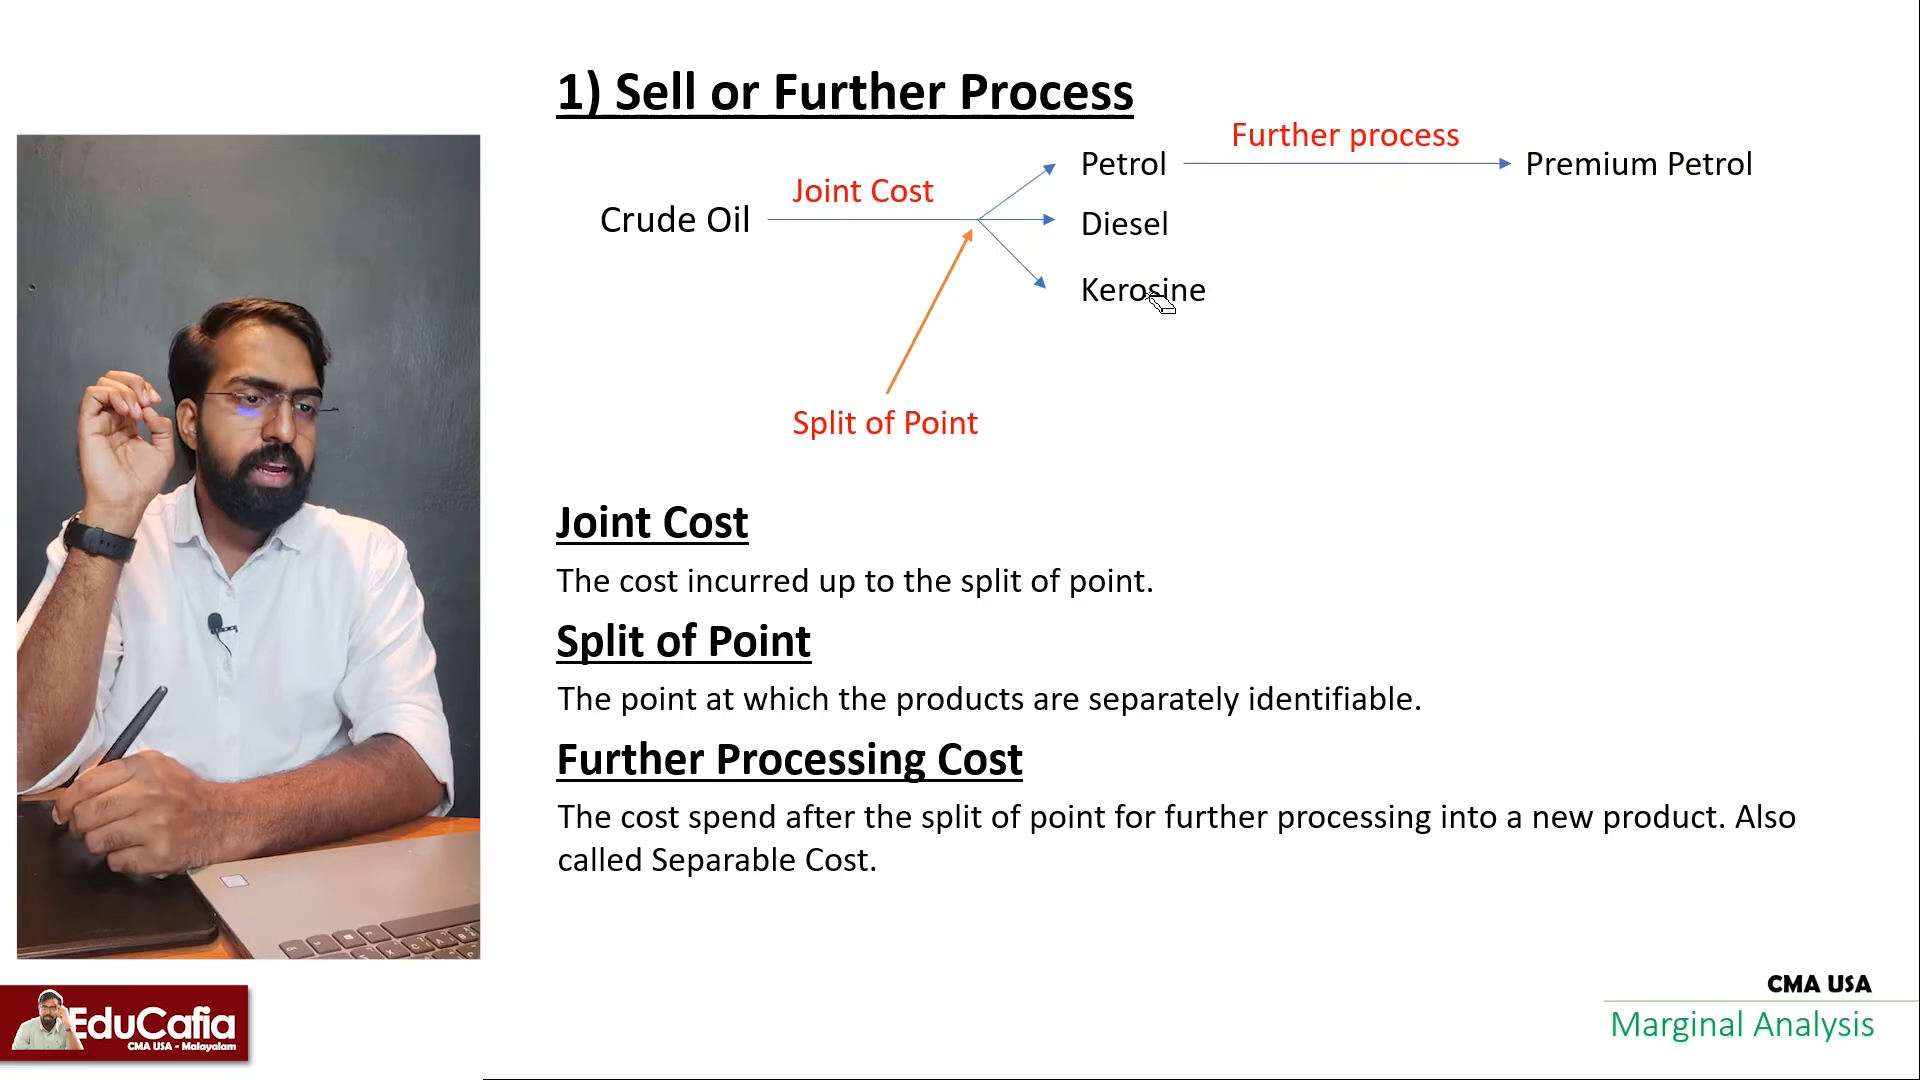 1) Sell or Further Process
Further process
Petrol
Premium Petrol
Joint Cost
Crude Oil
Diesel
Kerosine
Split of Point
Joint Cost
The cost incurred up to the split of point.
Split of Point
The point at which the products are separately identifiable.
Further Processing Cost
The cost spend after the split of point for further processing into a new product. Also
called Separable Cost.
CMA USA
Marginal Analysis
EduCafia
CMA USA - Malayalam